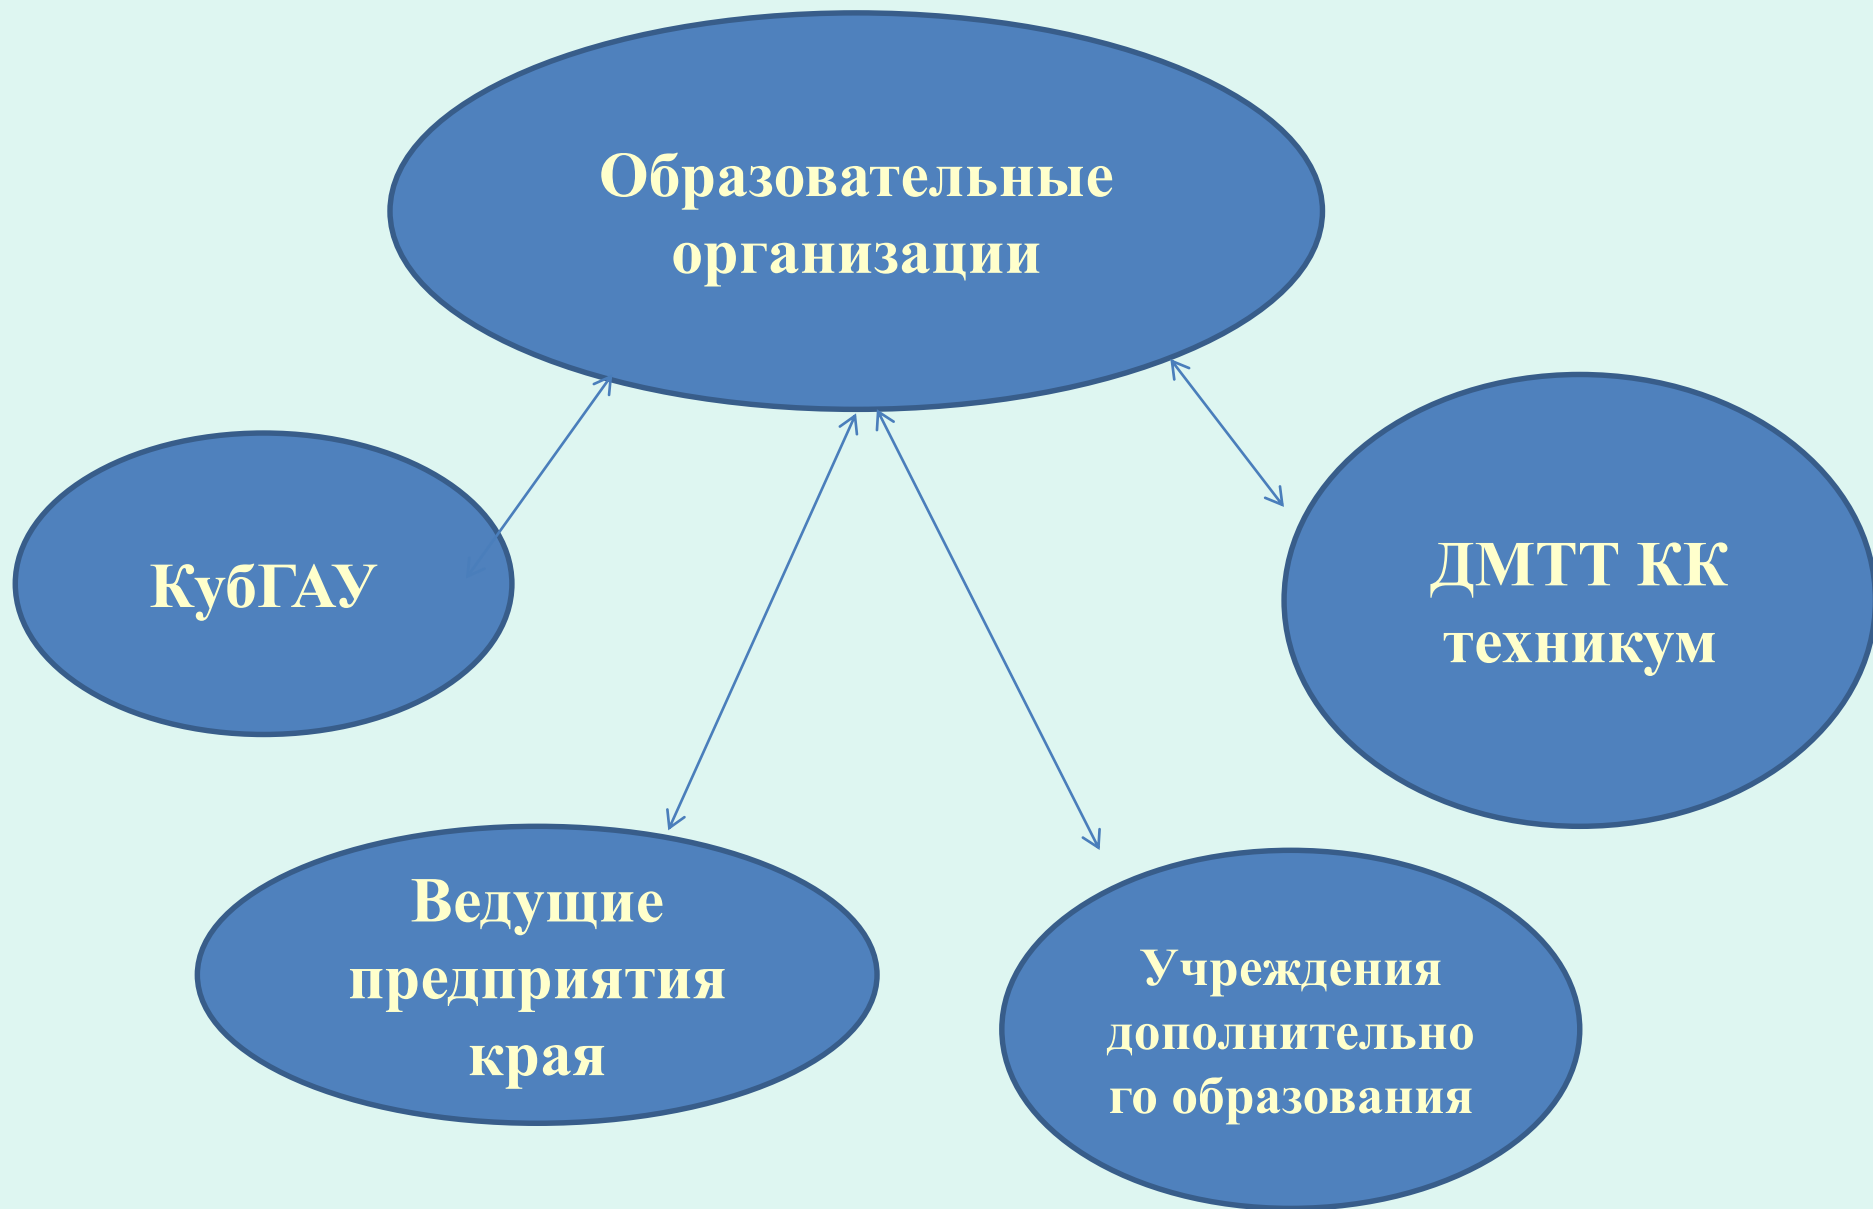 Образовательные
организации
КубГАУ
ДМТТ КК
техникум
Ведущие
предприятия
края
Учреждения
дополнительно
го образования